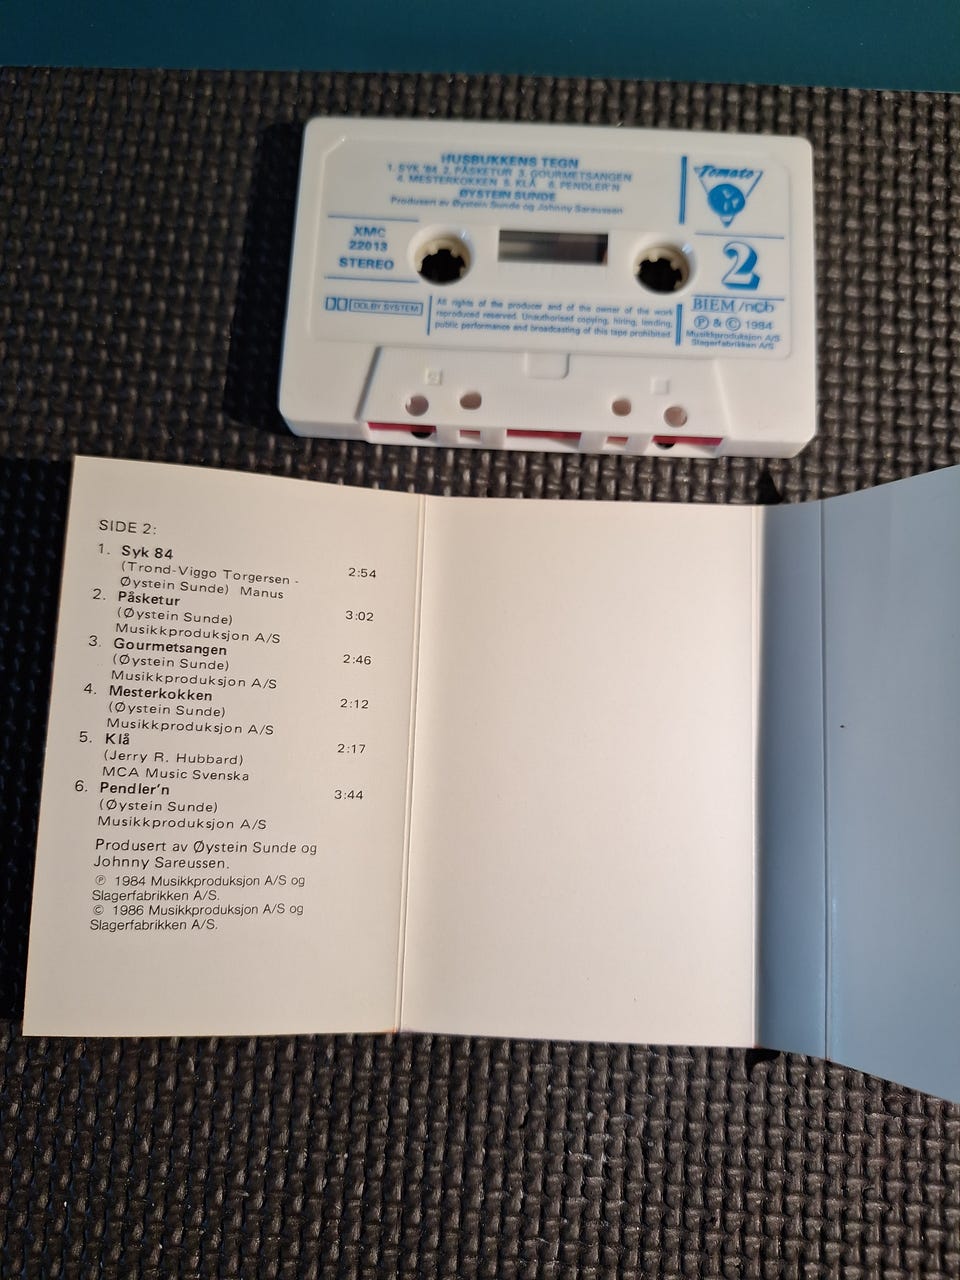 HUSBUKKENS TEGN
1. SYK '84 2. PÅSKETUR 3. GOURMETSANGEN
4. MESTERKOKKEN 5. KLÅ 6. PENDLER'N
ØYSTEIN SUNDE
Produsert av Øystein Sunde og Johnny Sareussen
Tomato
XMC
22013
STEREO
2
DOLBY SYSTEM
All rights of the producer and of the owner of the work
reproduced reserved. Unauthorised copying, hiring, lending,
public performance and broadcasting of this tape prohibited.
BIEM/ncb
Ⓟ & © 1984
Musikkproduksjon A/S
Slagerfabrikken A/S
SIDE 2:
1. Syk 84
(Trond-Viggo Torgersen - 2:54
Øystein Sunde) Manus
2. Påsketur
(Øystein Sunde) 3:02
Musikkproduksjon A/S
3. Gourmetsangen
(Øystein Sunde) 2:46
Musikkproduksjon A/S
4. Mesterkokken
(Øystein Sunde) 2:12
Musikkproduksjon A/S
5. Klå
(Jerry R. Hubbard) 2:17
MCA Music Svenska
6. Pendler'n
(Øystein Sunde) 3:44
Musikkproduksjon A/S
Produsert av Øystein Sunde og
Johnny Sareussen.
Ⓟ 1984 Musikkproduksjon A/S og
Slagerfabrikken A/S.
© 1986 Musikkproduksjon A/S og
Slagerfabrikken A/S.